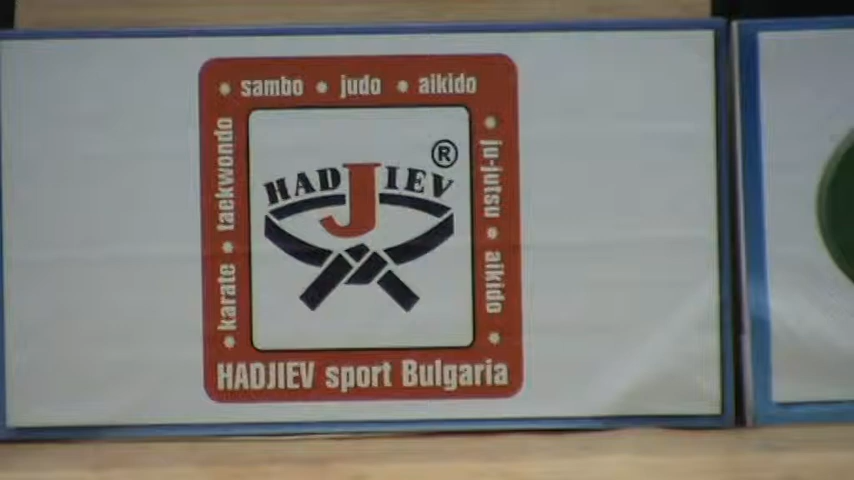 sambo • judo • aikido
karate • taekwondo
ju-jutsu • aikido
HADJIEV ®
HADJIEV sport Bulgaria